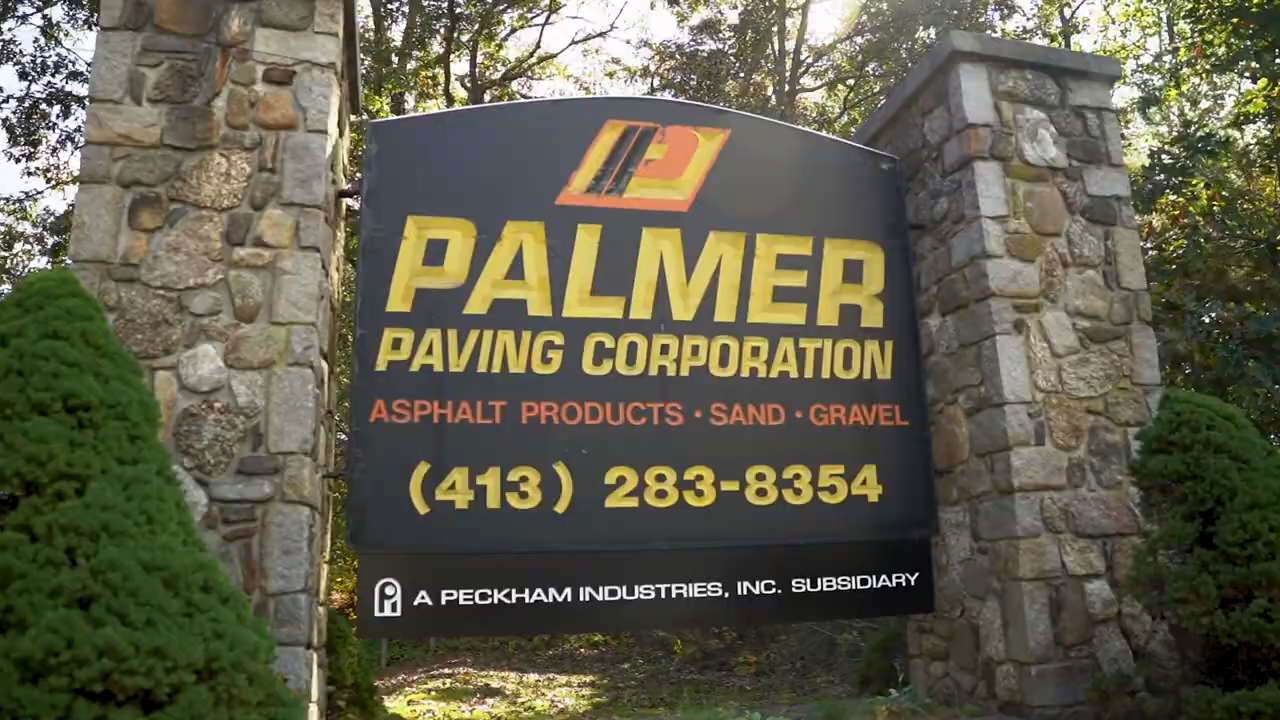 PALMER
PAVING CORPORATION
ASPHALT PRODUCTS • SAND • GRAVEL
(413) 283-8354
A PECKHAM INDUSTRIES, INC. SUBSIDIARY